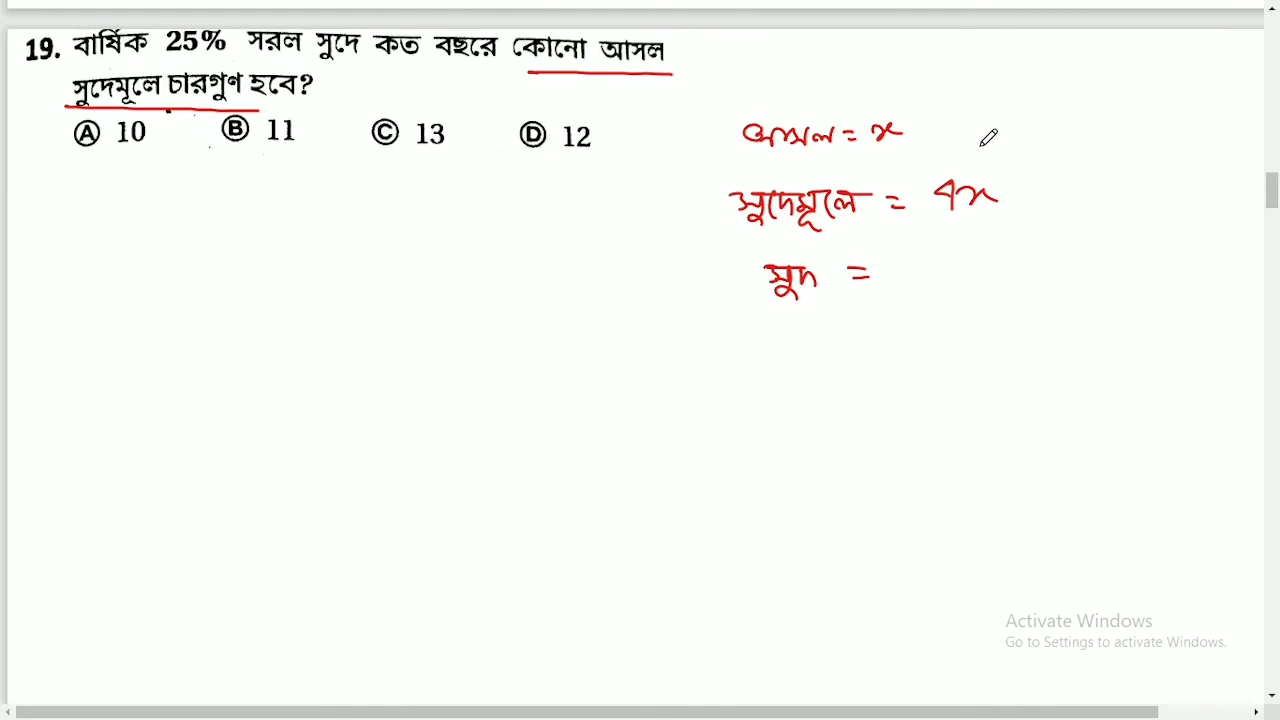 19. বার্ষিক 25% সরল সুদে কত বছরে কোনো আসল
সুদেমূলে চারগুণ হবে?
Ⓐ 10 Ⓑ 11 Ⓒ 13 Ⓓ 12
আসল = x
সুদেমূলে = 4x
সুদ =
Activate Windows
Go to Settings to activate Windows.